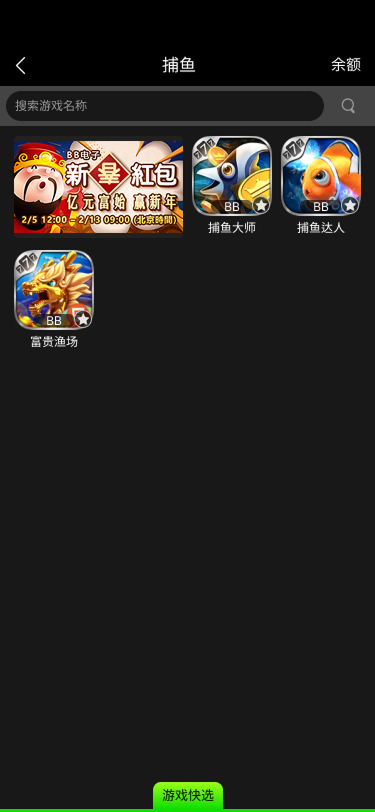 捕鱼
余额
搜索游戏名称
BB电子
新 红包
亿元富始 赢新年
2/5 12:00 - 2/13 09:00 (北京時間)
BB
捕鱼大师
BB
捕鱼达人
BB
富贵渔场
游戏快选